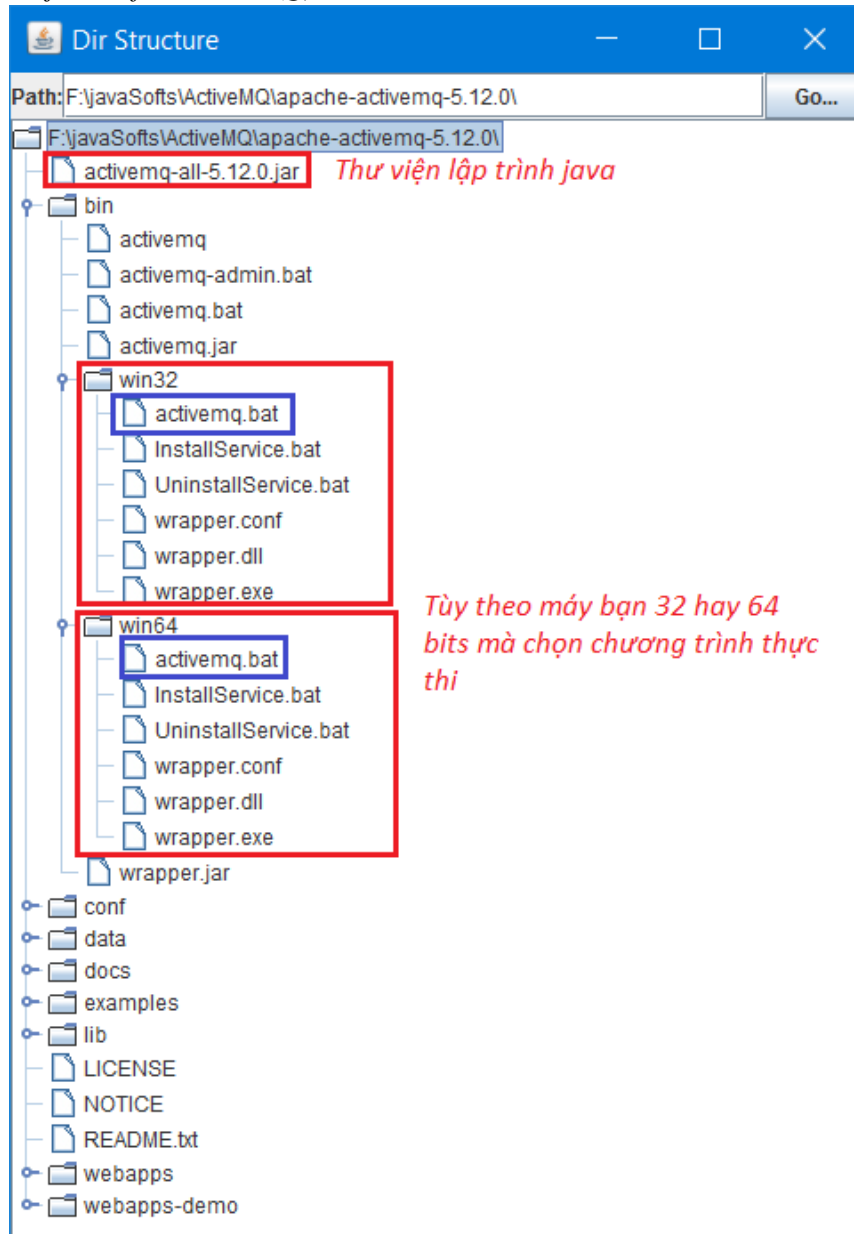 Dir Structure
Path: F:\javaSofts\ActiveMQ\apache-activemq-5.12.0\ Go...
F:\javaSofts\ActiveMQ\apache-activemq-5.12.0\
activemq-all-5.12.0.jar Thư viện lập trình java
bin
activemq
activemq-admin.bat
activemq.bat
activemq.jar
win32
activemq.bat
InstallService.bat
UninstallService.bat
wrapper.conf
wrapper.dll
wrapper.exe
Tùy theo máy bạn 32 hay 64
bits mà chọn chương trình thực
thi
win64
activemq.bat
InstallService.bat
UninstallService.bat
wrapper.conf
wrapper.dll
wrapper.exe
wrapper.jar
conf
data
docs
examples
lib
LICENSE
NOTICE
README.txt
webapps
webapps-demo